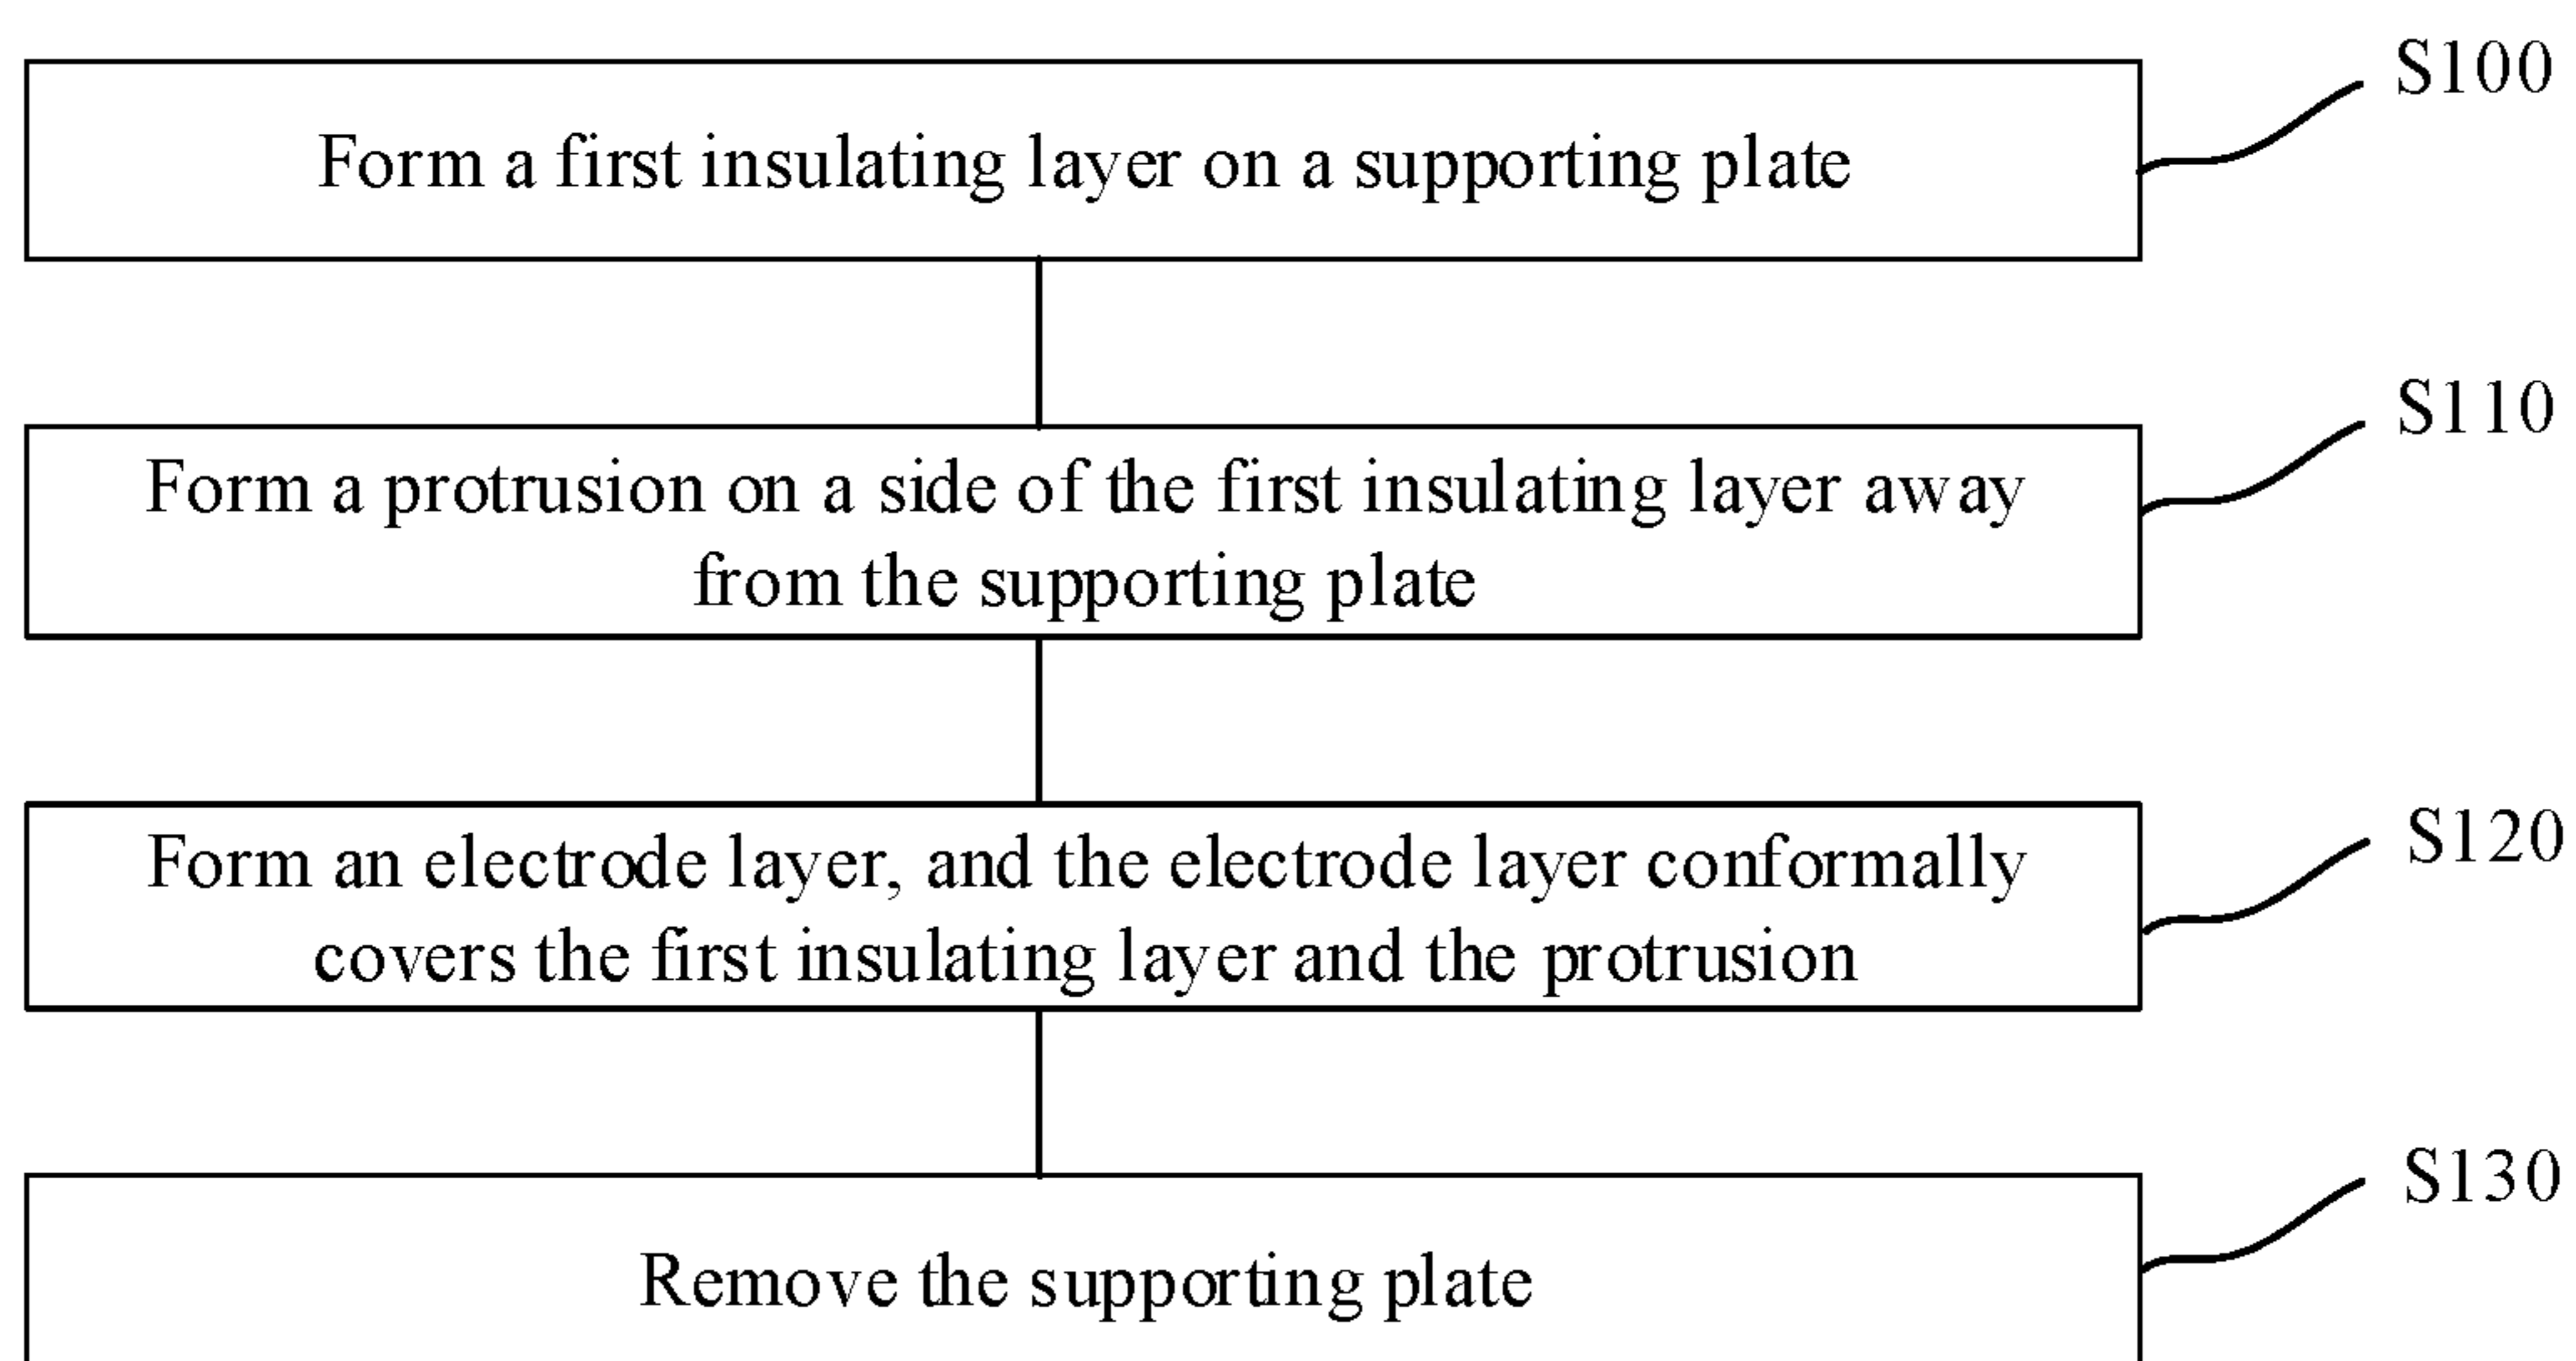 S100
Form a first insulating layer on a supporting plate
S110
Form a protrusion on a side of the first insulating layer away
from the supporting plate
S120
Form an electrode layer, and the electrode layer conformally
covers the first insulating layer and the protrusion
S130
Remove the supporting plate